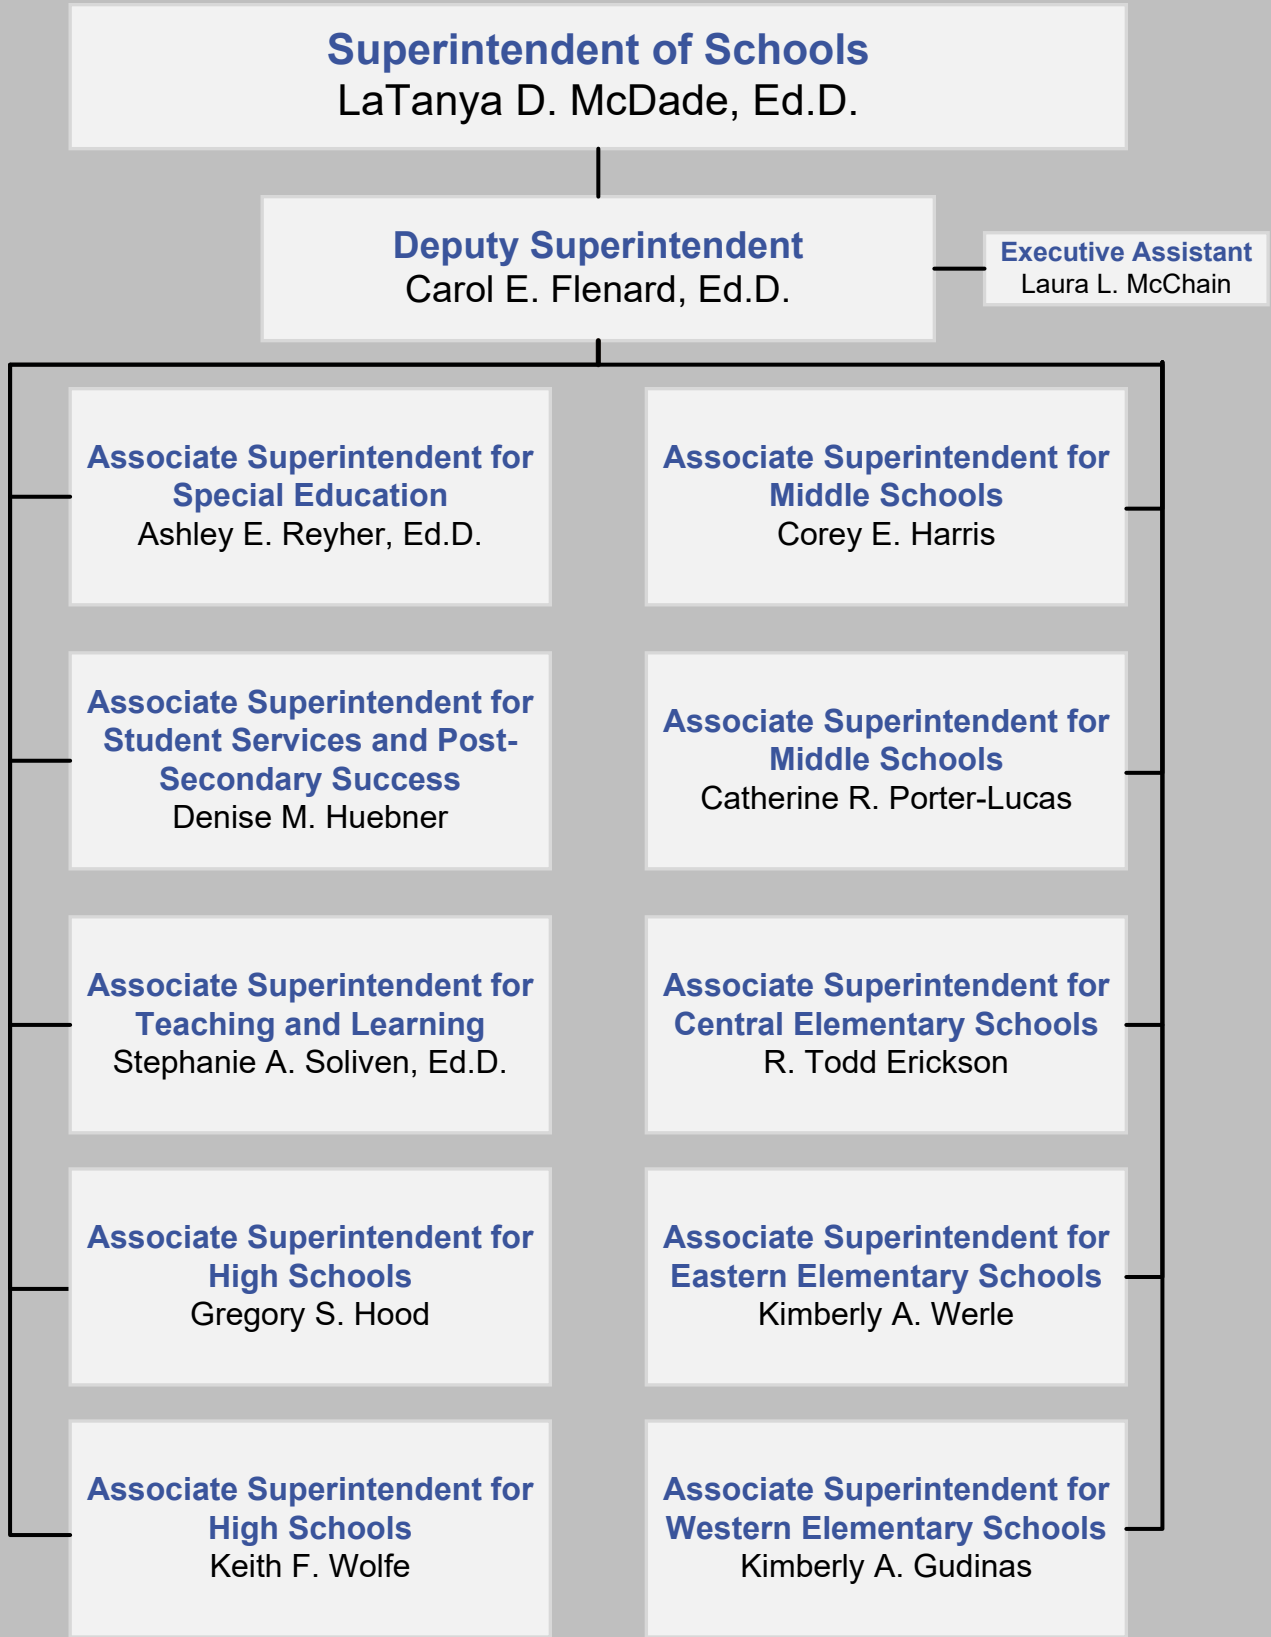 Superintendent of Schools
LaTanya D. McDade, Ed.D.
Deputy Superintendent
Carol E. Flenard, Ed.D.
Executive Assistant
Laura L. McChain
Associate Superintendent for
Special Education
Ashley E. Reyher, Ed.D.
Associate Superintendent for
Middle Schools
Corey E. Harris
Associate Superintendent for
Student Services and Post-
Secondary Success
Denise M. Huebner
Associate Superintendent for
Middle Schools
Catherine R. Porter-Lucas
Associate Superintendent for
Teaching and Learning
Stephanie A. Soliven, Ed.D.
Associate Superintendent for
Central Elementary Schools
R. Todd Erickson
Associate Superintendent for
High Schools
Gregory S. Hood
Associate Superintendent for
Eastern Elementary Schools
Kimberly A. Werle
Associate Superintendent for
High Schools
Keith F. Wolfe
Associate Superintendent for
Western Elementary Schools
Kimberly A. Gudinas